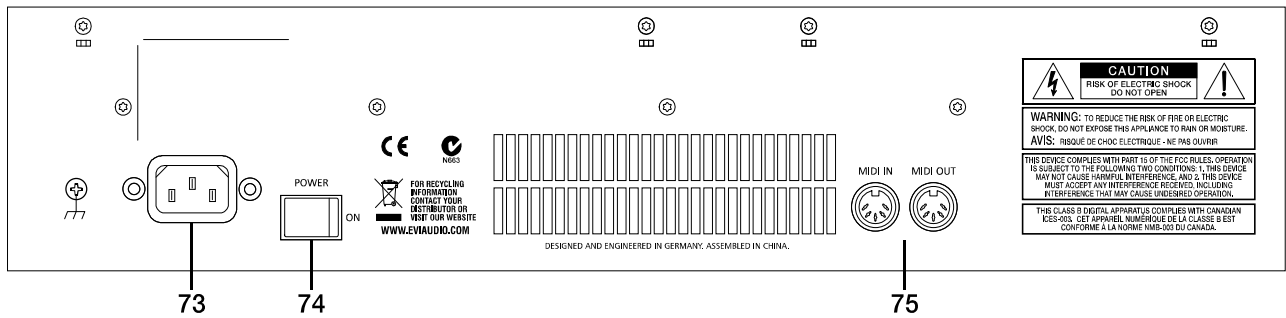 CAUTION
RISK OF ELECTRIC SHOCK
DO NOT OPEN
WARNING: TO REDUCE THE RISK OF FIRE OR ELECTRIC
SHOCK, DO NOT EXPOSE THIS APPLIANCE TO RAIN OR MOISTURE.
AVIS: RISQUÉ DE CHOC ELECTRIQUE - NE PAS OUVRIR
CE
N663
FOR RECYCLING
INFORMATION
CONTACT YOUR
DISTRIBUTOR OR
VISIT OUR WEBSITE
WWW.EVIAUDIO.COM
POWER
ON
MIDI IN
MIDI OUT
DESIGNED AND ENGINEERED IN GERMANY. ASSEMBLED IN CHINA.
THIS DEVICE COMPLIES WITH PART 15 OF THE FCC RULES. OPERATION
IS SUBJECT TO THE FOLLOWING TWO CONDITIONS: 1, THIS DEVICE
MAY NOT CAUSE HARMFUL INTERFERENCE, AND 2, THIS DEVICE
MUST ACCEPT ANY INTERFERENCE RECEIVED, INCLUDING
INTERFERENCE THAT MAY CAUSE UNDESIRED OPERATION.
THIS CLASS B DIGITAL APPARATUS COMPLIES WITH CANADIAN
ICES-003. CET APPAREIL NUMÉRIQUE DE LA CLASSE B EST
CONFORME À LA NORME NMB-003 DU CANADA.
73
74
75